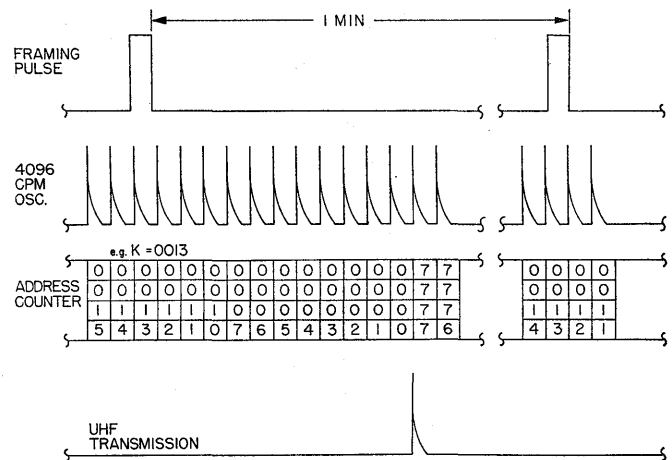 1 MIN
FRAMING
PULSE
4096
CPM
OSC.
e.g. K = 0013
ADDRESS
COUNTER
0 0 0 0 0 0 0 0 0 0 0 0 0 0 7 7 0 0 0 0
0 0 0 0 0 0 0 0 0 0 0 0 0 0 7 7 0 0 0 0
1 1 1 1 1 1 0 0 0 0 0 0 0 0 7 7 1 1 1 1
5 4 3 2 1 0 7 6 5 4 3 2 1 0 7 6 4 3 2 1
UHF
TRANSMISSION